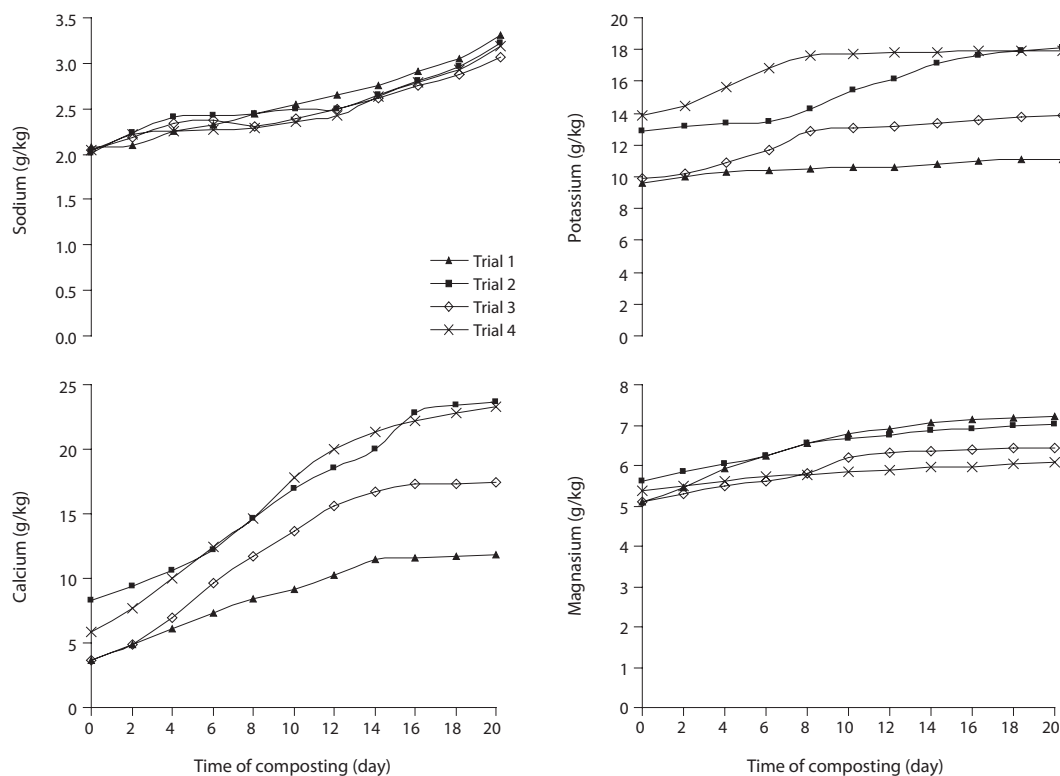 3.5
3.0
2.5
2.0
1.5
1.0
0.5
0.0
Sodium (g/kg)
Trial 1
Trial 2
Trial 3
Trial 4
20
18
16
14
12
10
8
6
4
2
0
Potassium (g/kg)
25
20
15
10
5
0
Calcium (g/kg)
0 2 4 6 8 10 12 14 16 18 20
Time of composting (day)
8
7
6
5
4
3
2
1
0
Magnasium (g/kg)
0 2 4 6 8 10 12 14 16 18 20
Time of composting (day)